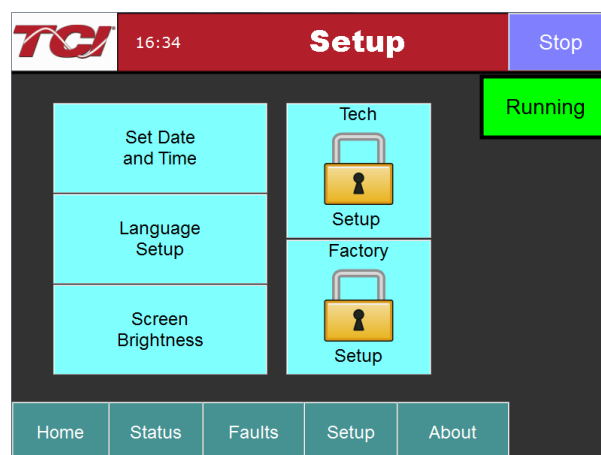 TCI
16:34
Setup
Stop
Running
Set Date
and Time
Language
Setup
Screen
Brightness
Tech
Setup
Factory
Setup
Home
Status
Faults
Setup
About